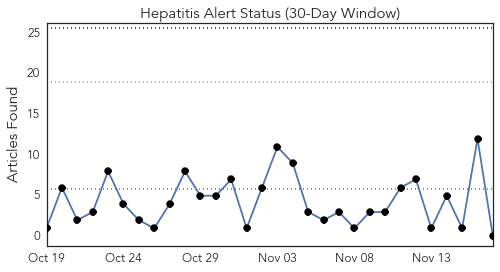 Hepatitis Alert Status (30-Day Window)
Articles Found
25
20
15
10
5
0
Oct 19 Oct 24 Oct 29 Nov 03 Nov 08 Nov 13